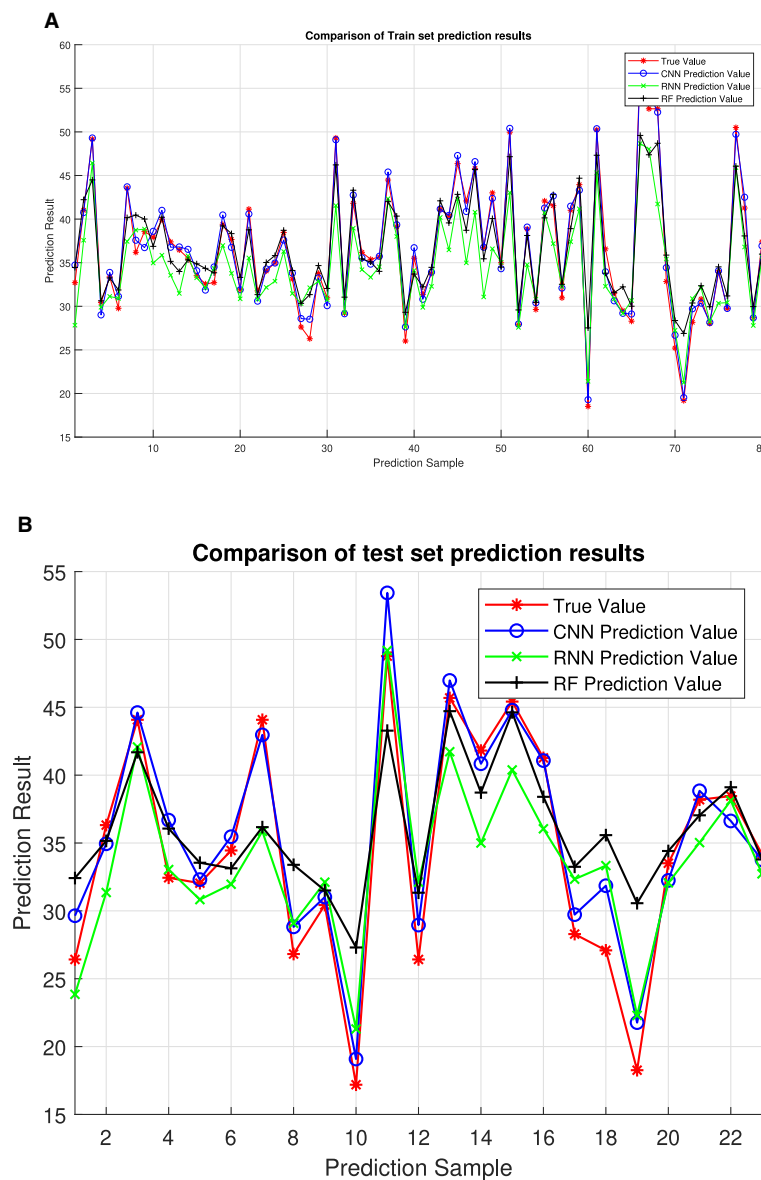 A
Comparison of Train set prediction results
60
55
50
45
40
35
30
25
20
15
Prediction Result
True Value
CNN Prediction Value
RNN Prediction Value
RF Prediction Value
10
20
30
40
50
60
70
80
Prediction Sample
B
Comparison of test set prediction results
55
50
45
40
35
30
25
20
15
Prediction Result
True Value
CNN Prediction Value
RNN Prediction Value
RF Prediction Value
2
4
6
8
10
12
14
16
18
20
22
Prediction Sample